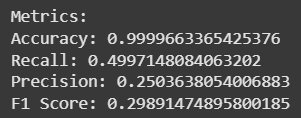 Metrics:
Accuracy: 0.9999663365425376
Recall: 0.4997148084063202
Precision: 0.2503638054006883
F1 Score: 0.29891474895800185